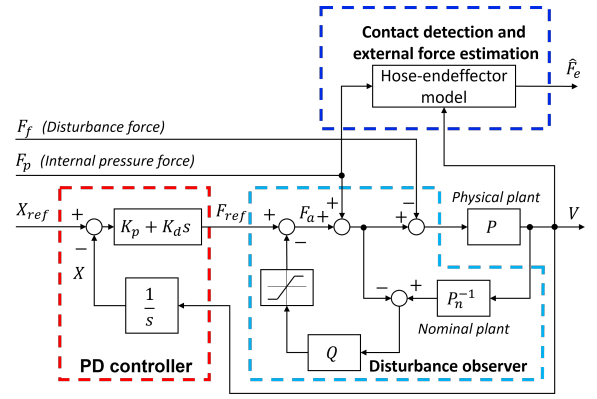 Contact detection and
external force estimation
Hose-endeffector
model
F̂e
Ff (Disturbance force)
Fp (Internal pressure force)
Xref
+
−
X
Kp + Kds
Fref
+
−
Fa
+
+
−
+
Physical plant
P
V
1
s
−
+
Pn−1
Nominal plant
Q
PD controller
Disturbance observer